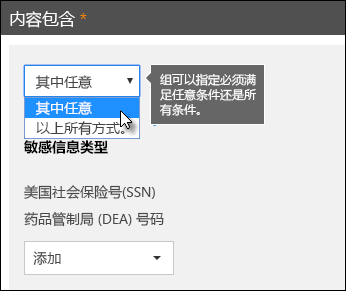 内容包含 *
其中任意
组可以指定必须满
足任意条件还是所
有条件。
其中任意
以上所有方式。
敏感信息类型
美国社会保险号(SSN)
药品管制局 (DEA) 号码
添加